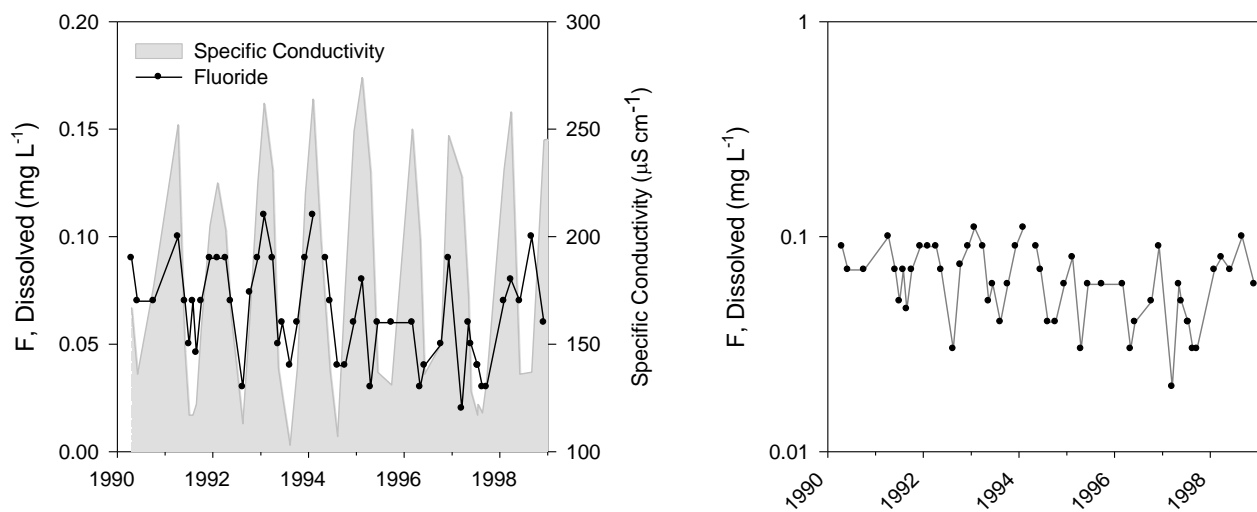 0.20
0.15
0.10
0.05
0.00
F, Dissolved (mg L-1)
Specific Conductivity
Fluoride
300
250
200
150
100
Specific Conductivity (μS cm-1)
1990 1992 1994 1996 1998
1
0.1
0.01
F, Dissolved (mg L-1)
1990 1992 1994 1996 1998